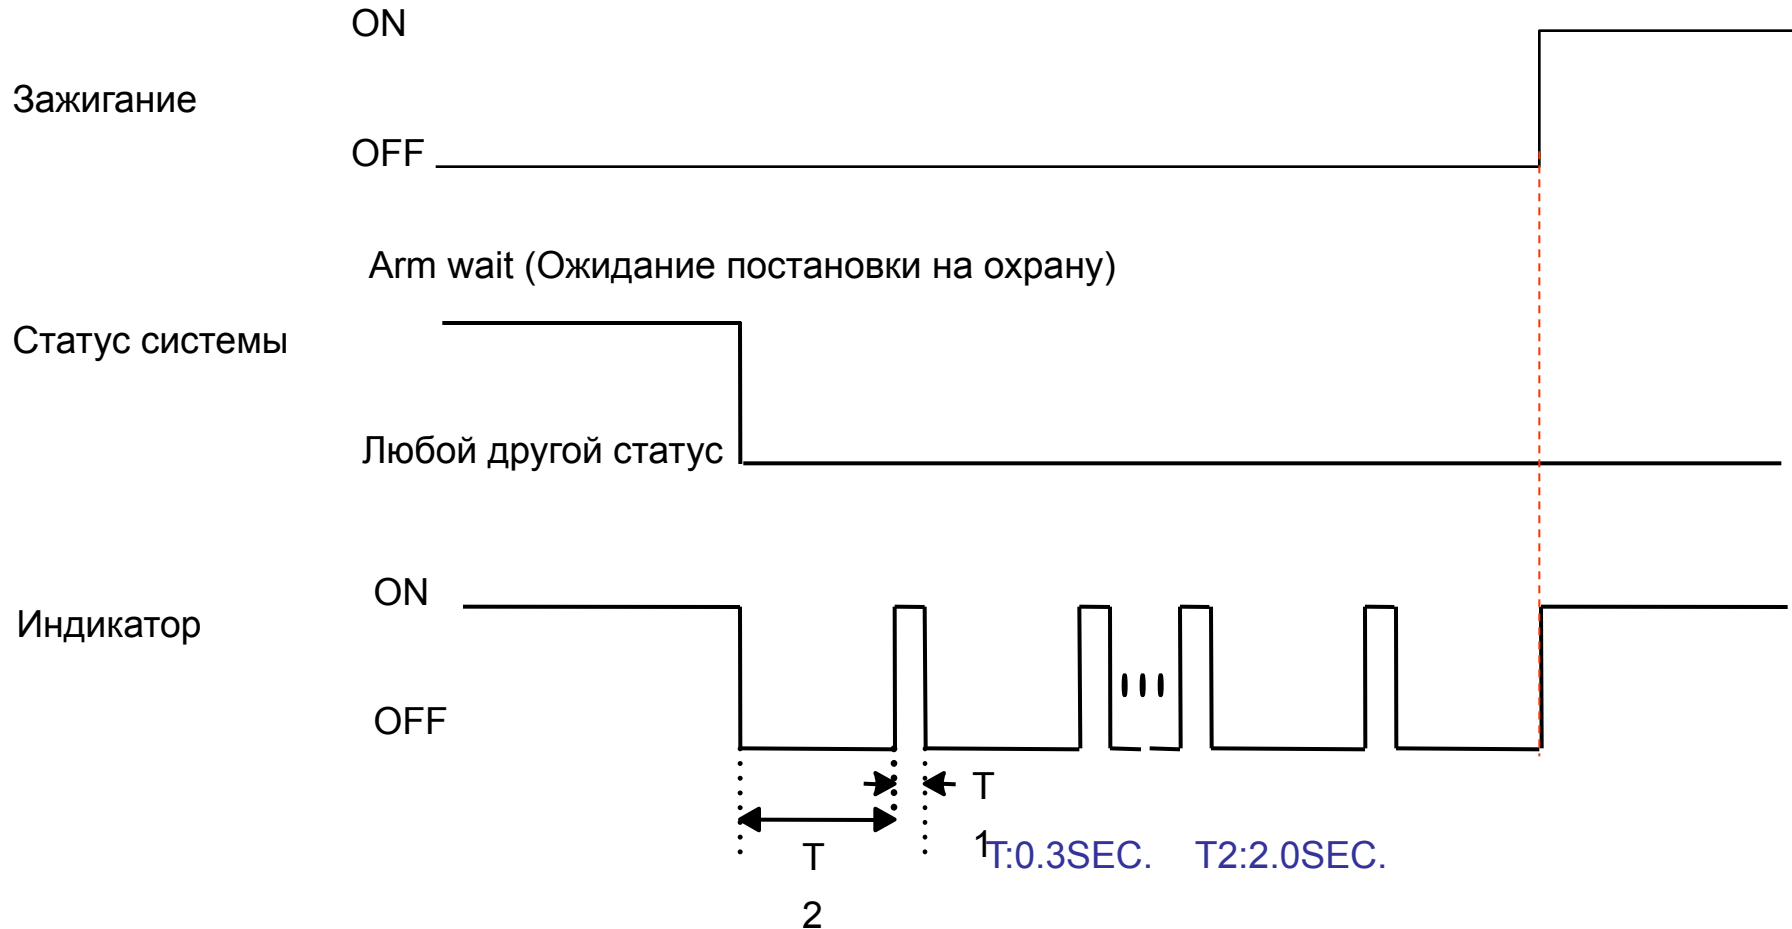 ON
Зажигание
OFF
Arm wait (Ожидание постановки на охрану)
Статус системы
Любой другой статус
ON
Индикатор
OFF
T
1
T:0.3SEC. T2:2.0SEC.
T
2